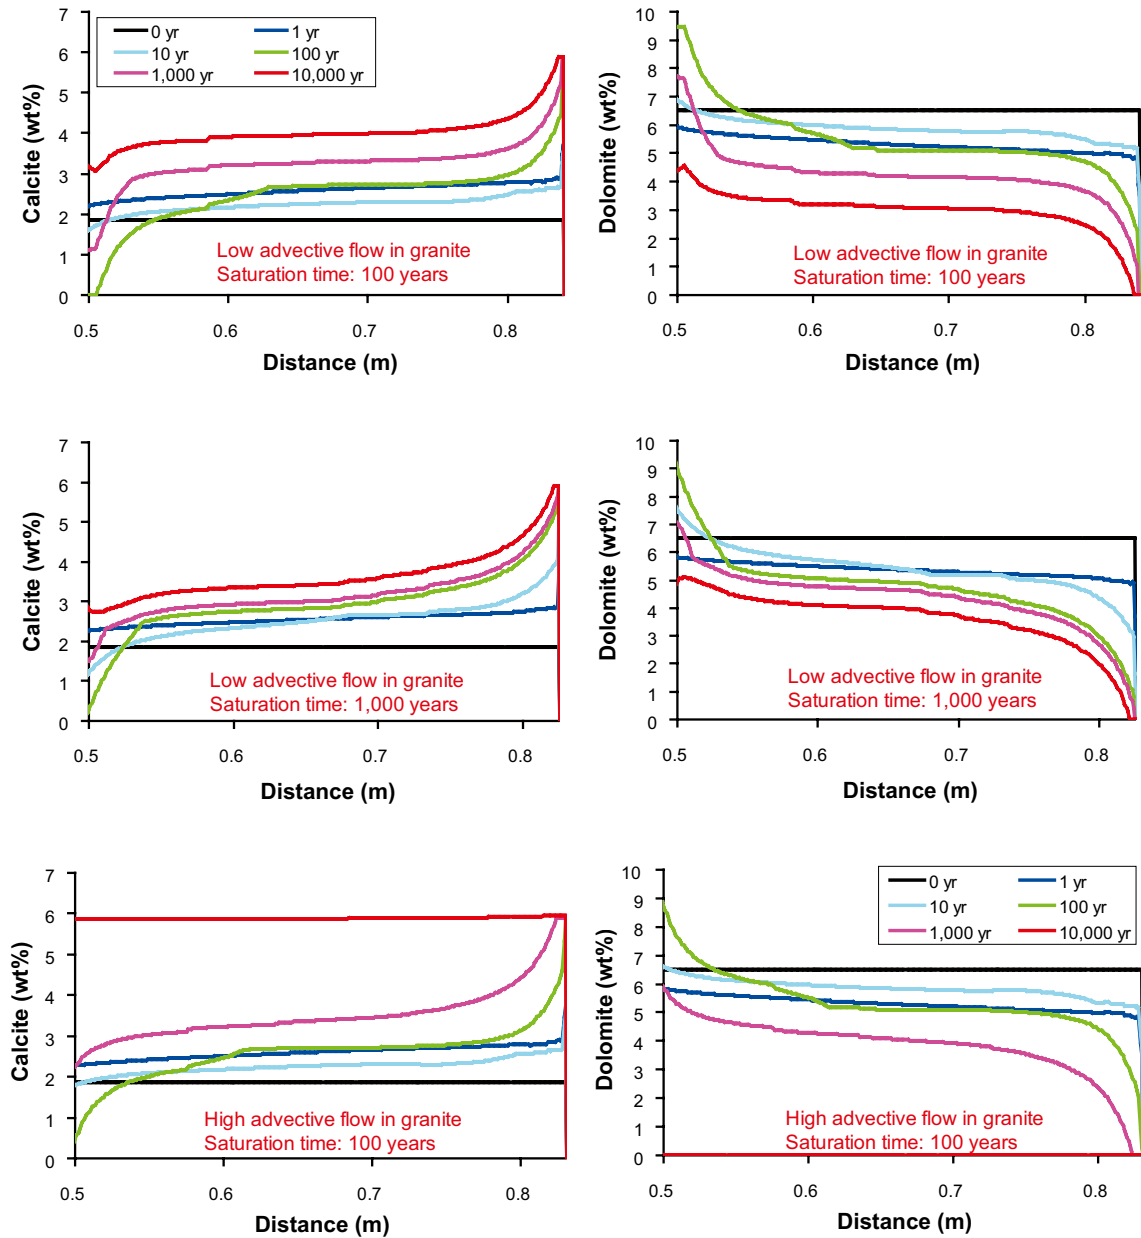 7
6
5
4
3
2
1
0
Calcite (wt%)
0 yr
1 yr
10 yr
100 yr
1,000 yr
10,000 yr
Low advective flow in granite
Saturation time: 100 years
0.5
0.6
0.7
0.8
Distance (m)
10
9
8
7
6
5
4
3
2
1
0
Dolomite (wt%)
Low advective flow in granite
Saturation time: 100 years
0.5
0.6
0.7
0.8
Distance (m)
7
6
5
4
3
2
1
0
Calcite (wt%)
Low advective flow in granite
Saturation time: 1,000 years
0.5
0.6
0.7
0.8
Distance (m)
10
9
8
7
6
5
4
3
2
1
0
Dolomite (wt%)
Low advective flow in granite
Saturation time: 1,000 years
0.5
0.6
0.7
0.8
Distance (m)
7
6
5
4
3
2
1
0
Calcite (wt%)
High advective flow in granite
Saturation time: 100 years
0.5
0.6
0.7
0.8
Distance (m)
10
9
8
7
6
5
4
3
2
1
0
Dolomite (wt%)
0 yr
1 yr
10 yr
100 yr
1,000 yr
10,000 yr
High advective flow in granite
Saturation time: 100 years
0.5
0.6
0.7
0.8
Distance (m)